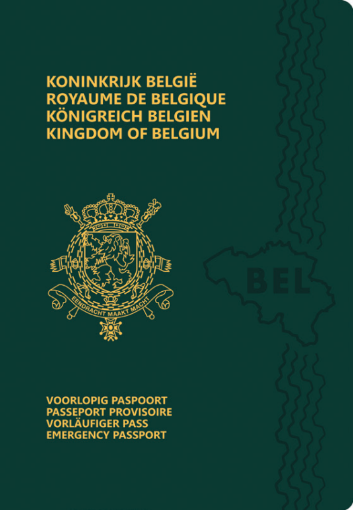 KONINKRIJK BELGIË
ROYAUME DE BELGIQUE
KÖNIGREICH BELGIEN
KINGDOM OF BELGIUM
BEL
EENDRACHT MAAKT MACHT
VOORLOPIG PASPOORT
PASSEPORT PROVISOIRE
VORLÄUFIGER PASS
EMERGENCY PASSPORT